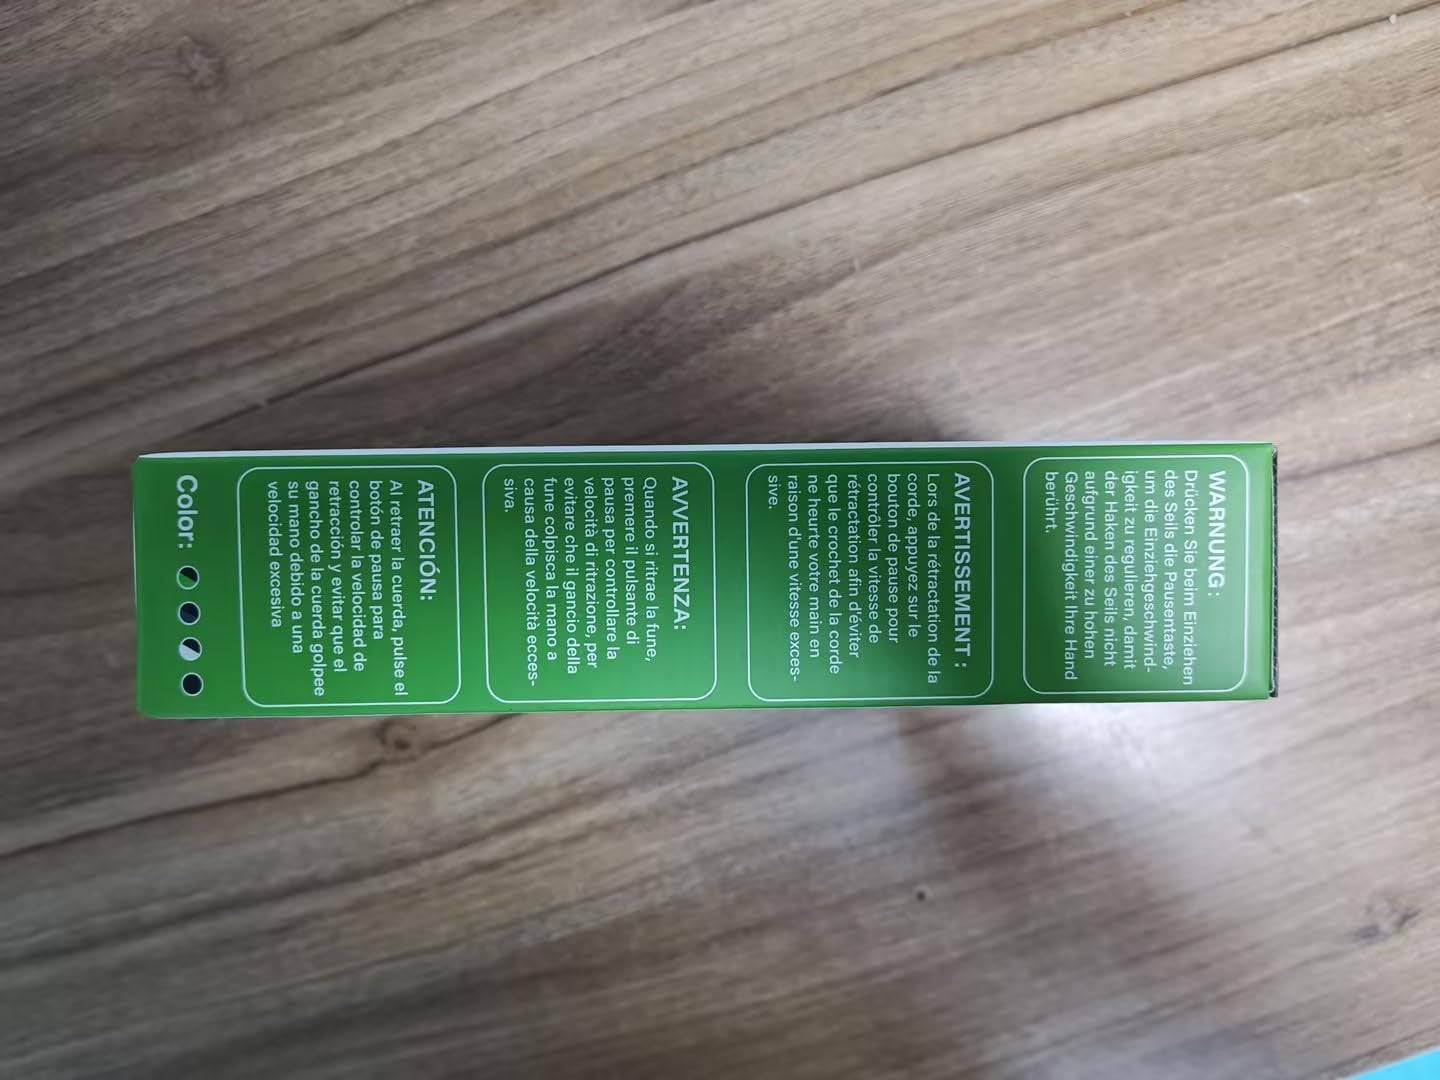 WARNUNG:
Drücken Sie beim Einziehen
des Seils die Pausentaste,
um die Einziehgeschwind-
igkeit zu regulieren, damit
der Haken des Seils nicht
aufgrund einer zu hohen
Geschwindigkeit Ihre Hand
berührt.
AVERTISSEMENT :
Lors de la rétractation de la
corde, appuyez sur le
bouton de pause pour
contrôler la vitesse de
rétractation afin d'éviter
que le crochet de la corde
ne heurte votre main en
raison d'une vitesse exces-
sive.
AVVERTENZA:
Quando si ritrae la fune,
premere il pulsante di
pausa per controllare la
velocità di ritrazione, per
evitare che il gancio della
fune colpisca la mano a
causa della velocità ecces-
siva.
ATENCIÓN:
Al retraer la cuerda, pulse el
botón de pausa para
controlar la velocidad de
retracción y evitar que el
gancho de la cuerda golpee
su mano debido a una
velocidad excesiva
Color: